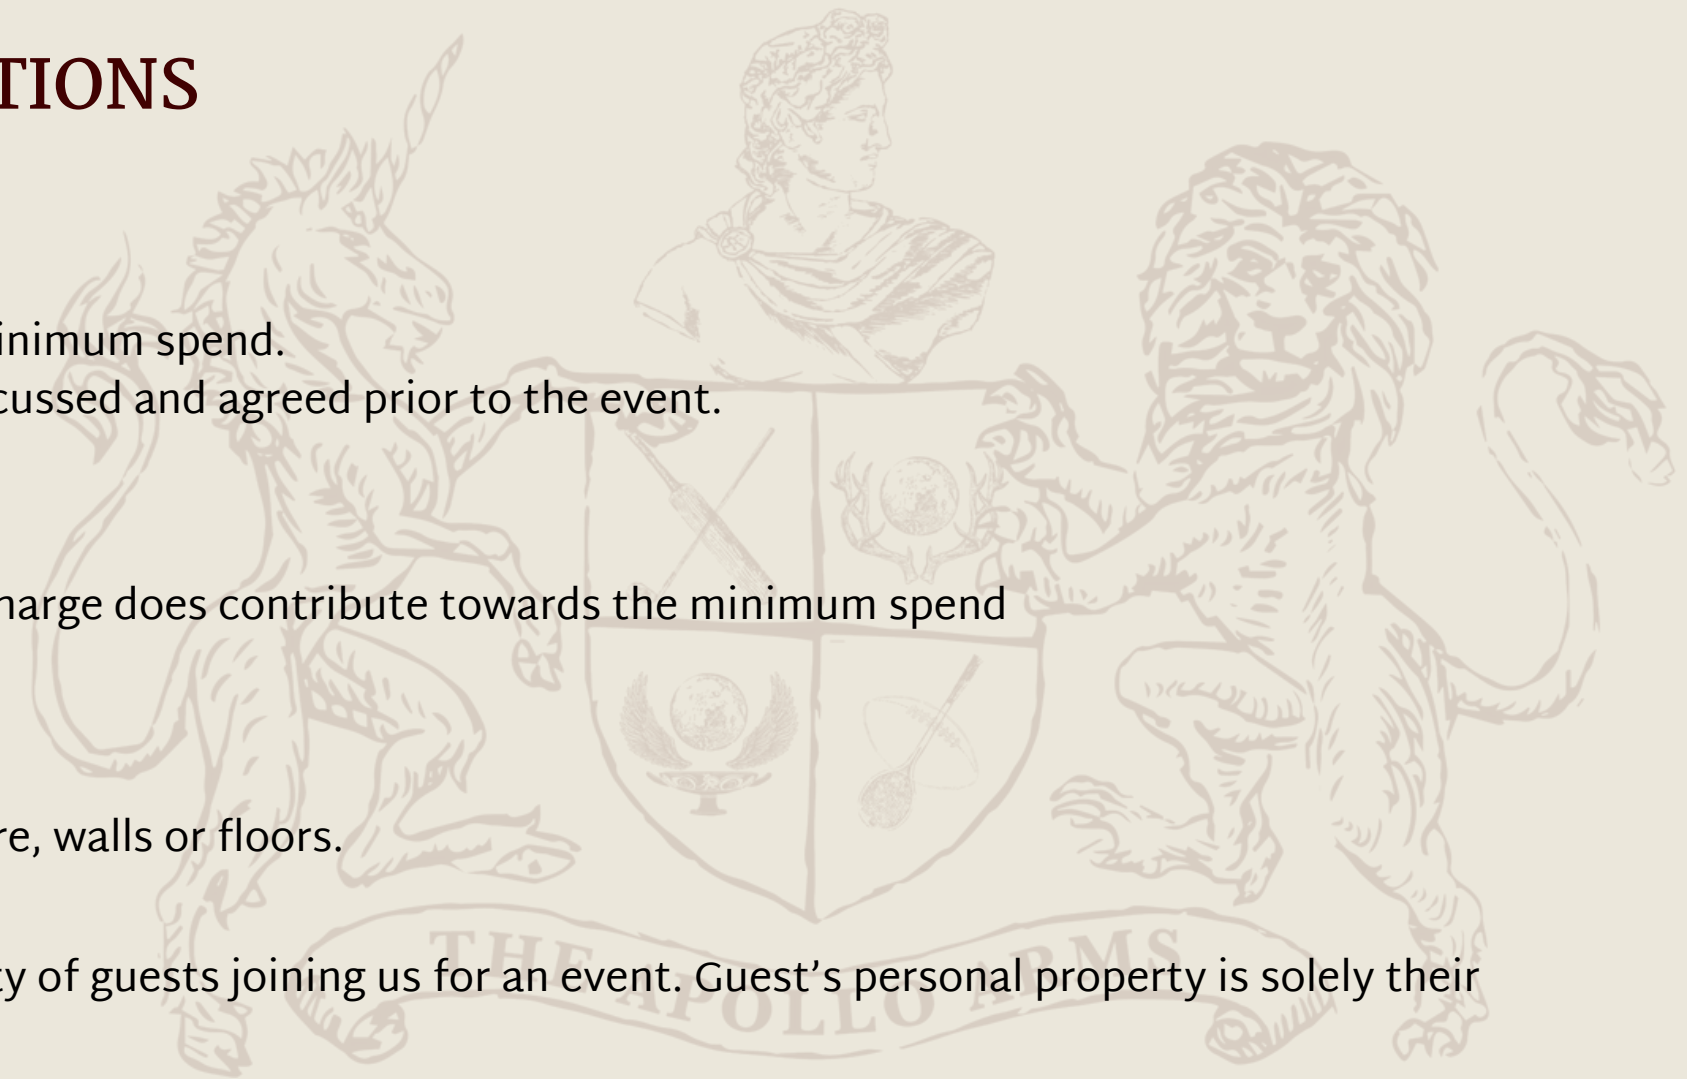 TIONS
inimum spend.
cussed and agreed prior to the event.
harge does contribute towards the minimum spend
re, walls or floors.
ty of guests joining us for an event. Guest’s personal property is solely their
THE APOLLO ARMS